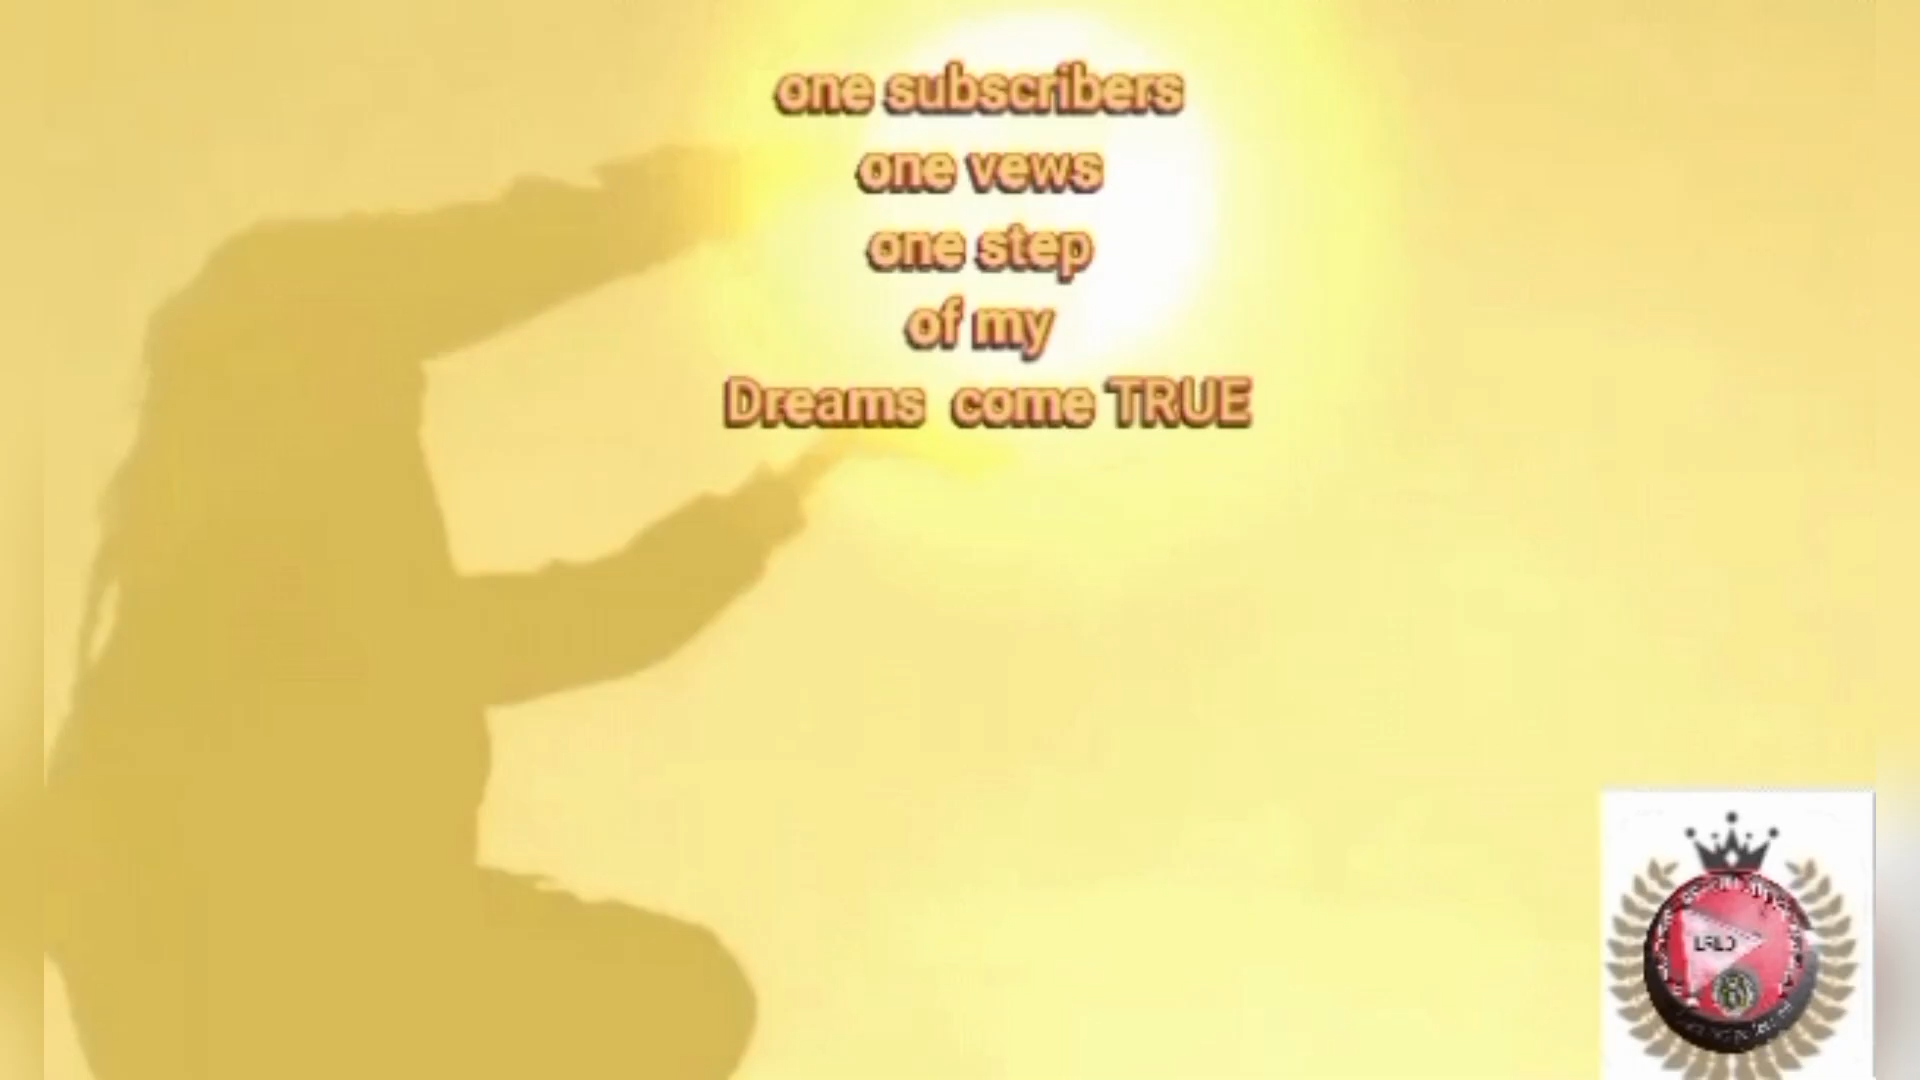 one subscribers
one vews
one step
of my
Dreams  come TRUE